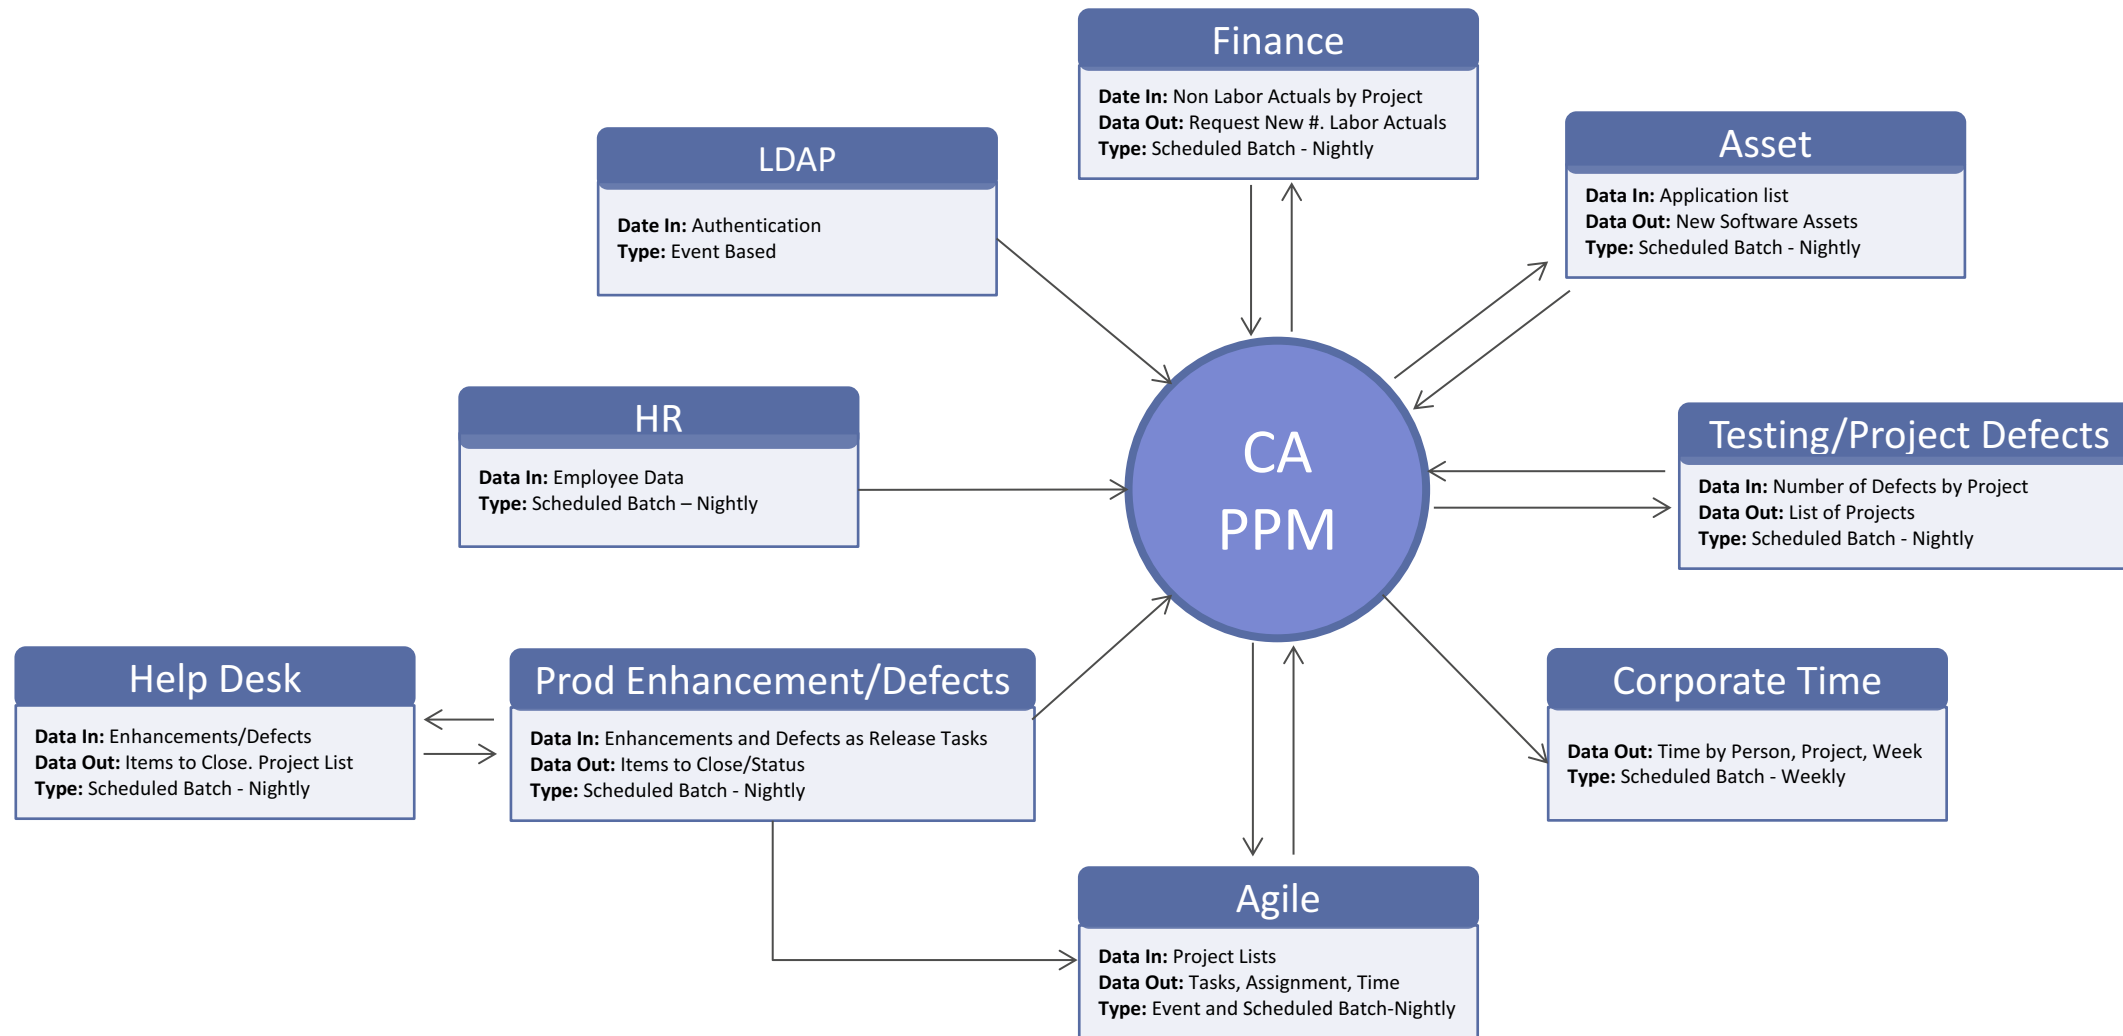 Finance
Date In: Non Labor Actuals by Project
Data Out: Request New #. Labor Actuals
Type: Scheduled Batch - Nightly
LDAP
Date In: Authentication
Type: Event Based
Asset
Data In: Application list
Data Out: New Software Assets
Type: Scheduled Batch - Nightly
HR
Data In: Employee Data
Type: Scheduled Batch – Nightly
CA
PPM
Testing/Project Defects
Data In: Number of Defects by Project
Data Out: List of Projects
Type: Scheduled Batch - Nightly
Help Desk
Data In: Enhancements/Defects
Data Out: Items to Close. Project List
Type: Scheduled Batch - Nightly
Prod Enhancement/Defects
Data In: Enhancements and Defects as Release Tasks
Data Out: Items to Close/Status
Type: Scheduled Batch - Nightly
Corporate Time
Data Out: Time by Person, Project, Week
Type: Scheduled Batch - Weekly
Agile
Data In: Project Lists
Data Out: Tasks, Assignment, Time
Type: Event and Scheduled Batch-Nightly